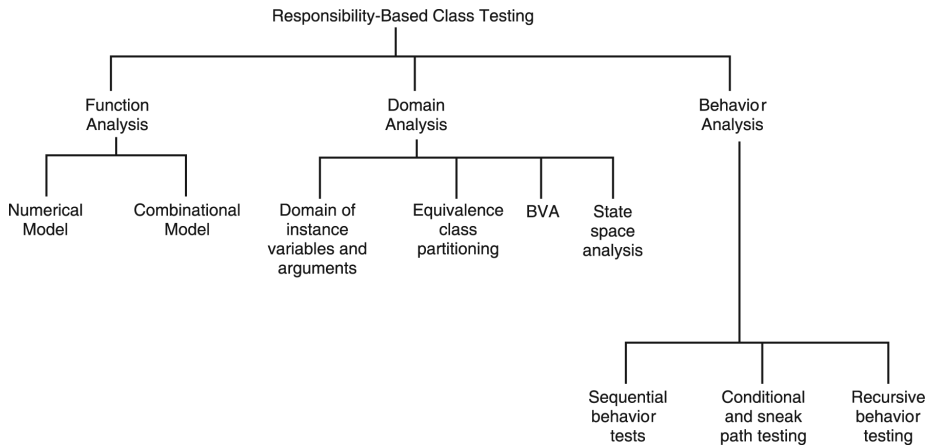 Responsibility-Based Class Testing
Function
Analysis
Domain
Analysis
Behavior
Analysis
Numerical
Model
Combinational
Model
Domain of
instance
variables and
arguments
Equivalence
class
partitioning
BVA
State
space
analysis
Sequential
behavior
tests
Conditional
and sneak
path testing
Recursive
behavior
testing